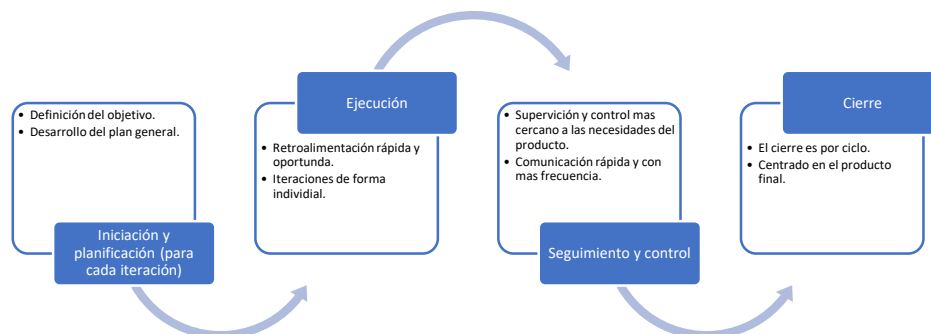 • Definición del objetivo.
• Desarrollo del plan general.
Iniciación y
planificación (para
cada iteración)
Ejecución
• Retroalimentación rápida y
oportuna.
• Iteraciones de forma
individial.
• Supervición y control mas
cercano a las necesidades del
producto.
• Comunicación rápida y con
mas frecuencia.
Seguimiento y control
Cierre
• El cierre es por ciclo.
• Centrado en el producto
final.